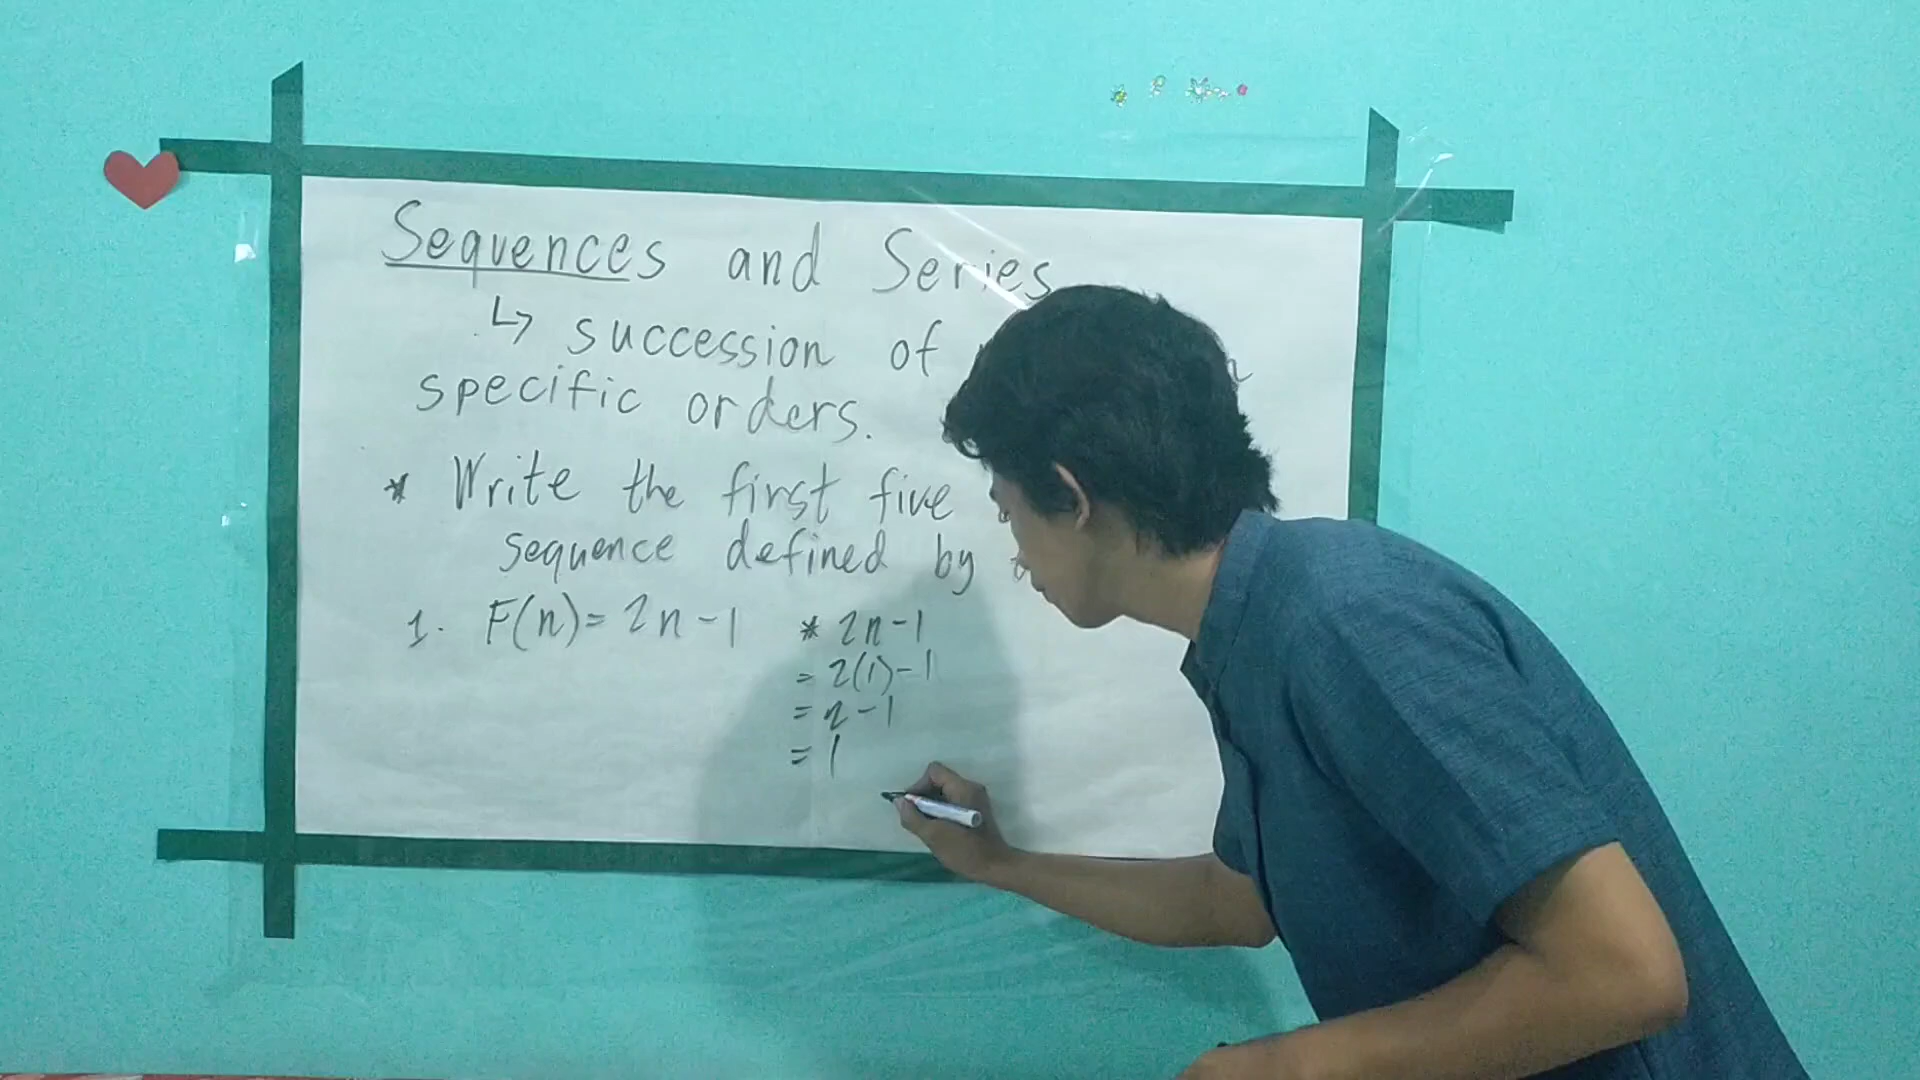 Sequences and Series
↳ succession of
specific orders.
* Write the first five
sequence defined by
1. F(n) = 2n - 1
* 2n - 1
= 2(1) - 1
= 2 - 1
= 1